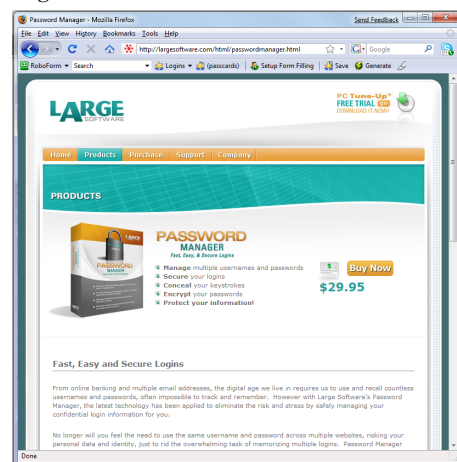 Password Manager - Mozilla Firefox
Send Feedback
File Edit View History Bookmarks Tools Help
http://largesoftware.com/html/passwordmanager.html
Google
RoboForm Search Logins (passcards) Setup Form Filling Save Generate
LARGE
SOFTWARE
PC Tune-Up
FREE TRIAL GO
DOWNLOAD IT NOW!
Home Products Purchase Support Company
PRODUCTS
LARGE
PASSWORD
MANAGER
PASSWORD
MANAGER
Fast, Easy, & Secure Logins
Manage multiple usernames and passwords
Secure your logins
Conceal your keystrokes
Encrypt your passwords
Protect your information!
Buy Now
$29.95
Fast, Easy and Secure Logins
From online banking and multiple email addresses, the digital age we live in requires us to use and recall countless
usernames and passwords, often impossible to track and remember. However with Large Software's Password
Manager, the latest technology has been applied to eliminate the risk and stress by safely managing your
confidential login information for you.
No longer will you feel the need to use the same username and password across multiple websites, risking your
personal data and identity, just to rid the overwhelming task of memorizing multiple logins. Password Manager
Done